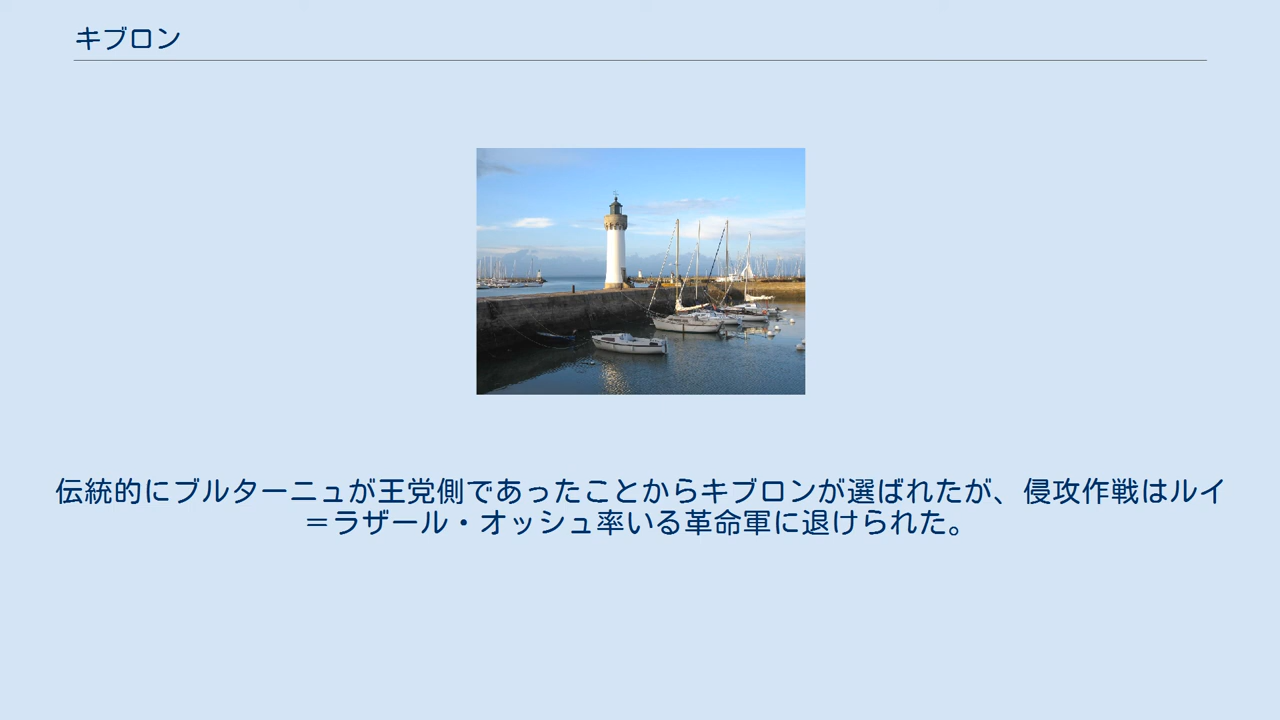 キブロン
伝統的にブルターニュが王党側であったことからキブロンが選ばれたが、侵攻作戦はルイ
＝ラザール・オッシュ率いる革命軍に退けられた。